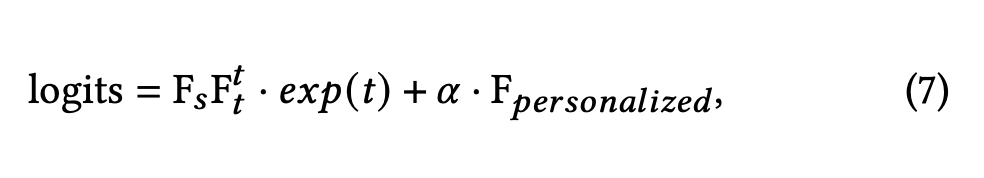 logits = F_s F_t^t · exp(t) + α · F_personalized, (7)